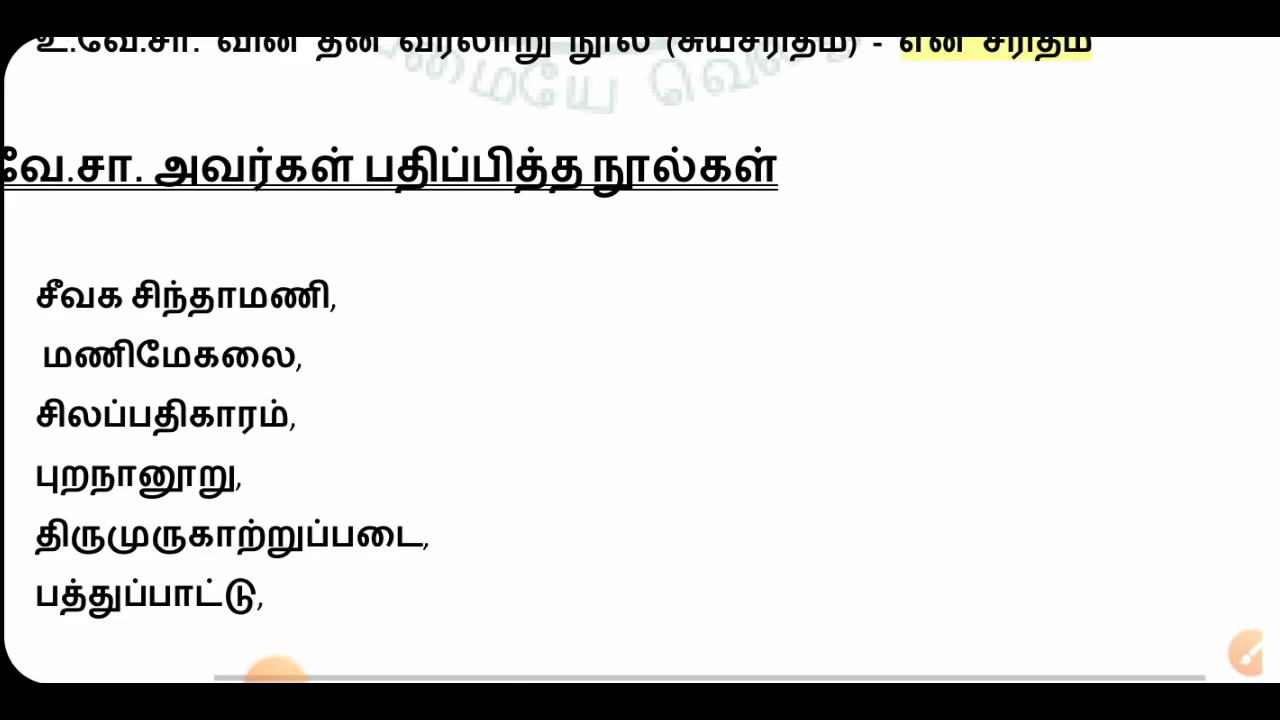 உ.வே.சா. வின் தன் வரலாறு நூல் (சுயசரிதம்) - என் சரிதம்
வே.சா. அவர்கள் பதிப்பித்த நூல்கள்
சீவக சிந்தாமணி,
மணிமேகலை,
சிலப்பதிகாரம்,
புறநானூறு,
திருமுருகாற்றுப்படை,
பத்துப்பாட்டு,